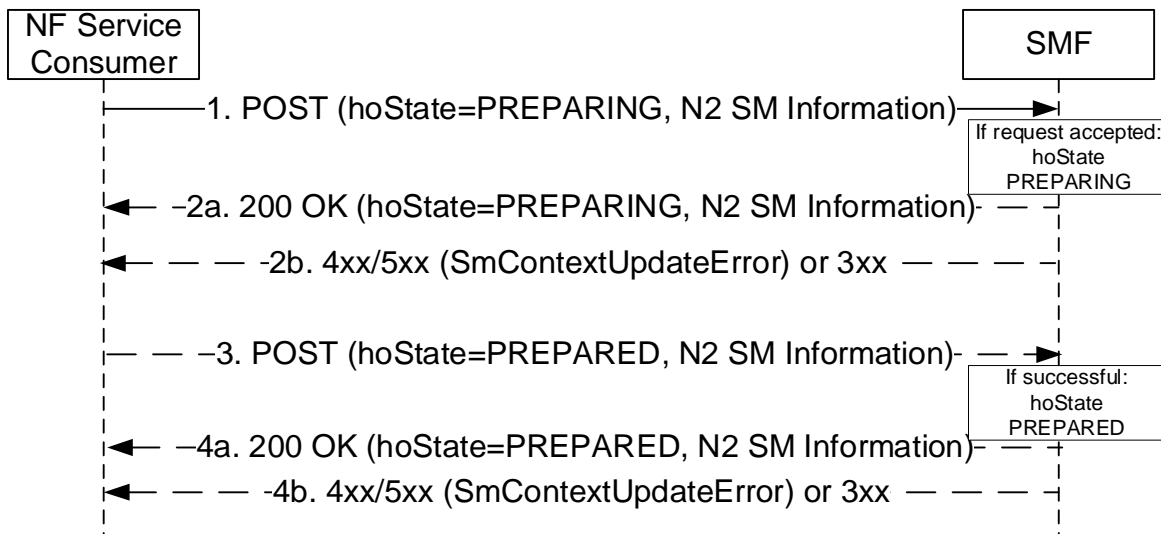 NF Service
Consumer
SMF
1. POST (hoState=PREPARING, N2 SM Information)
If request accepted:
hoState
PREPARING
2a. 200 OK (hoState=PREPARING, N2 SM Information)
2b. 4xx/5xx (SmContextUpdateError) or 3xx
3. POST (hoState=PREPARED, N2 SM Information)
If successful:
hoState
PREPARED
4a. 200 OK (hoState=PREPARED, N2 SM Information)
4b. 4xx/5xx (SmContextUpdateError) or 3xx